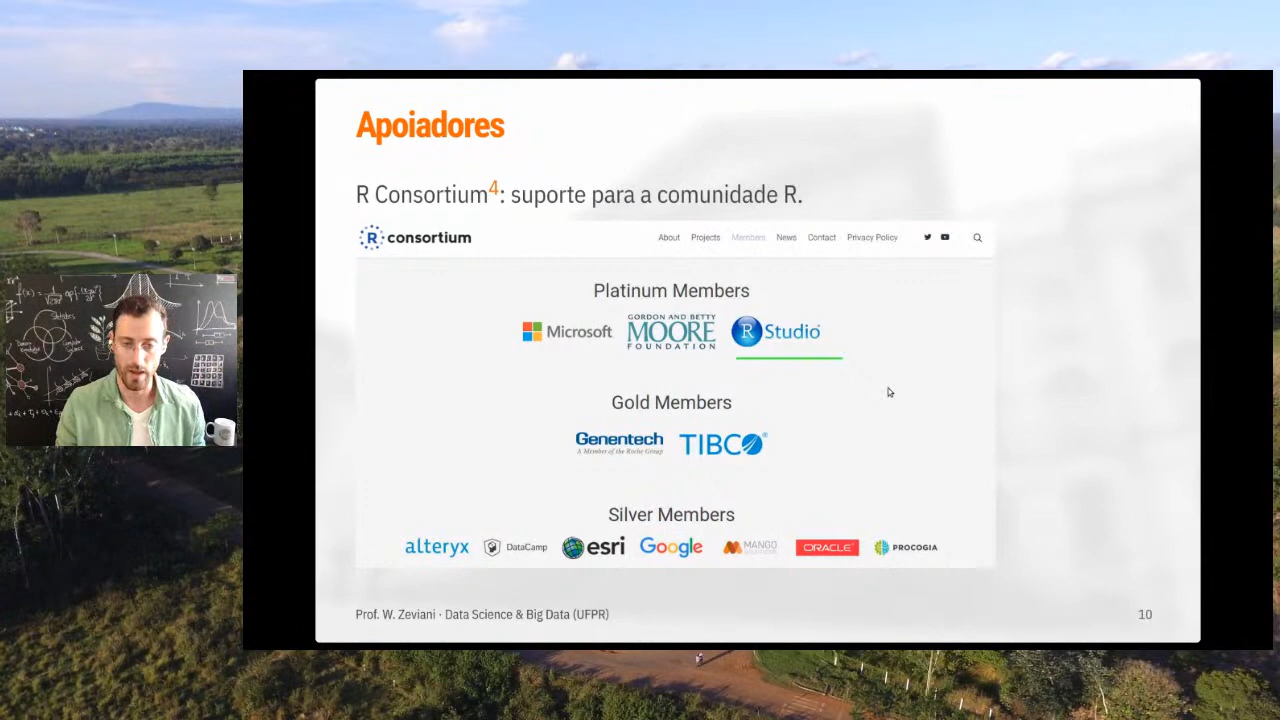 Apoiadores
R Consortium4: suporte para a comunidade R.
R consortium
About Projects Members News Contact Privacy Policy
Platinum Members
Microsoft
GORDON AND BETTY
MOORE
FOUNDATION
R Studio
Gold Members
Genentech
A Member of the Roche Group
TIBCO
Silver Members
alteryx DataCamp esri Google MANGO SOLUTIONS ORACLE PROCOGIA
Prof. W. Zeviani · Data Science & Big Data (UFPR)
10
Statistics